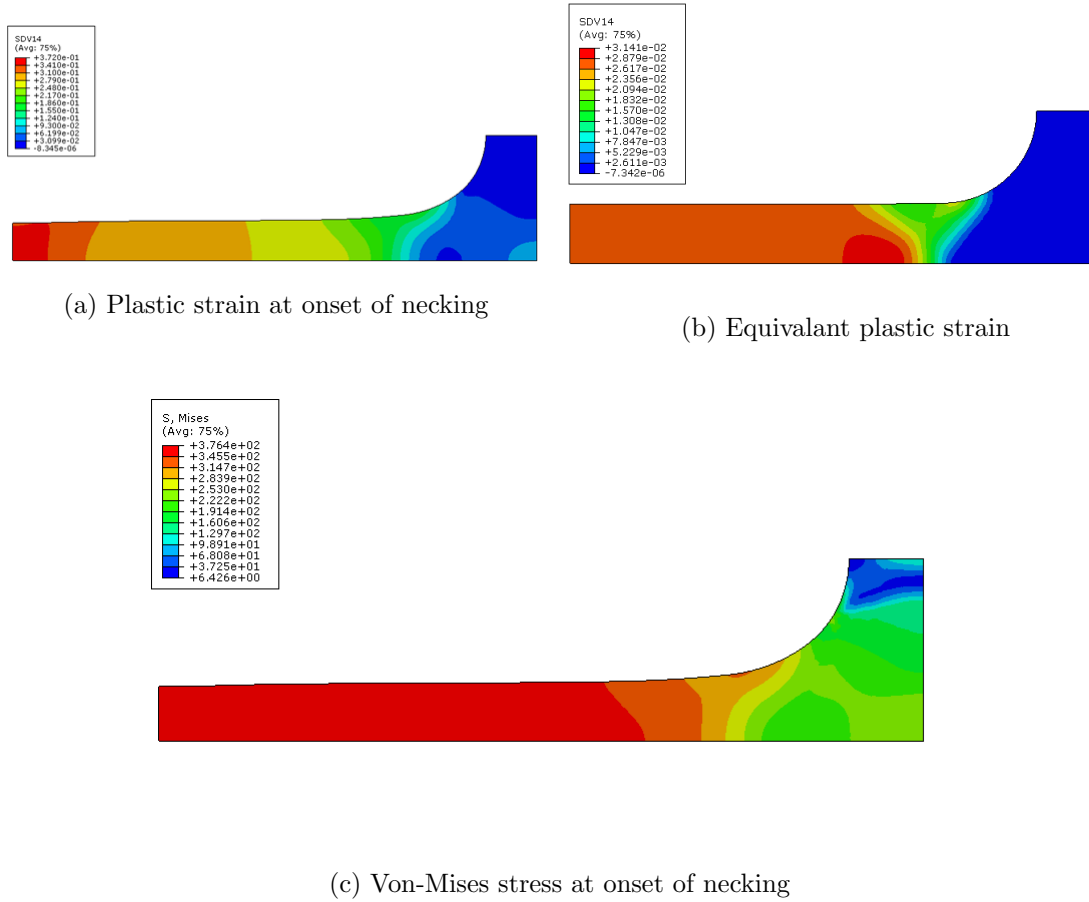 SDV14
(Avg: 75%)
+3.720e-01
+3.410e-01
+3.100e-01
+2.790e-01
+2.480e-01
+2.170e-01
+1.860e-01
+1.550e-01
+1.240e-01
+9.300e-02
+6.199e-02
+3.099e-02
-8.345e-06
(a) Plastic strain at onset of necking
SDV14
(Avg: 75%)
+3.141e-02
+2.879e-02
+2.617e-02
+2.356e-02
+2.094e-02
+1.832e-02
+1.570e-02
+1.308e-02
+1.047e-02
+7.847e-03
+5.229e-03
+2.611e-03
-7.342e-06
(b) Equivalant plastic strain
S, Mises
(Avg: 75%)
+3.764e+02
+3.455e+02
+3.147e+02
+2.839e+02
+2.530e+02
+2.222e+02
+1.914e+02
+1.606e+02
+1.297e+02
+9.891e+01
+6.808e+01
+3.725e+01
+6.426e+00
(c) Von-Mises stress at onset of necking